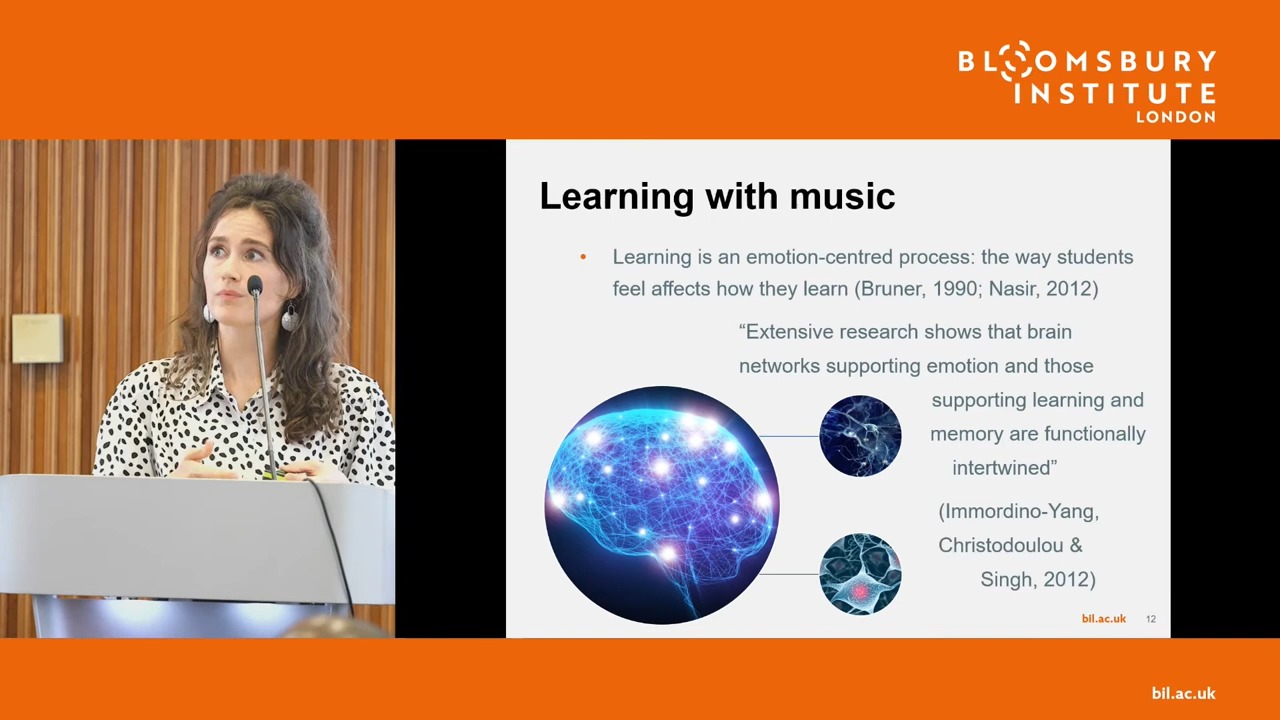 BLOOMSBURY
INSTITUTE
LONDON
Learning with music
• Learning is an emotion-centred process: the way students
feel affects how they learn (Bruner, 1990; Nasir, 2012)
“Extensive research shows that brain
networks supporting emotion and those
supporting learning and
memory are functionally
intertwined”
(Immordino-Yang,
Christodoulou &
Singh, 2012)
bil.ac.uk 12
bil.ac.uk